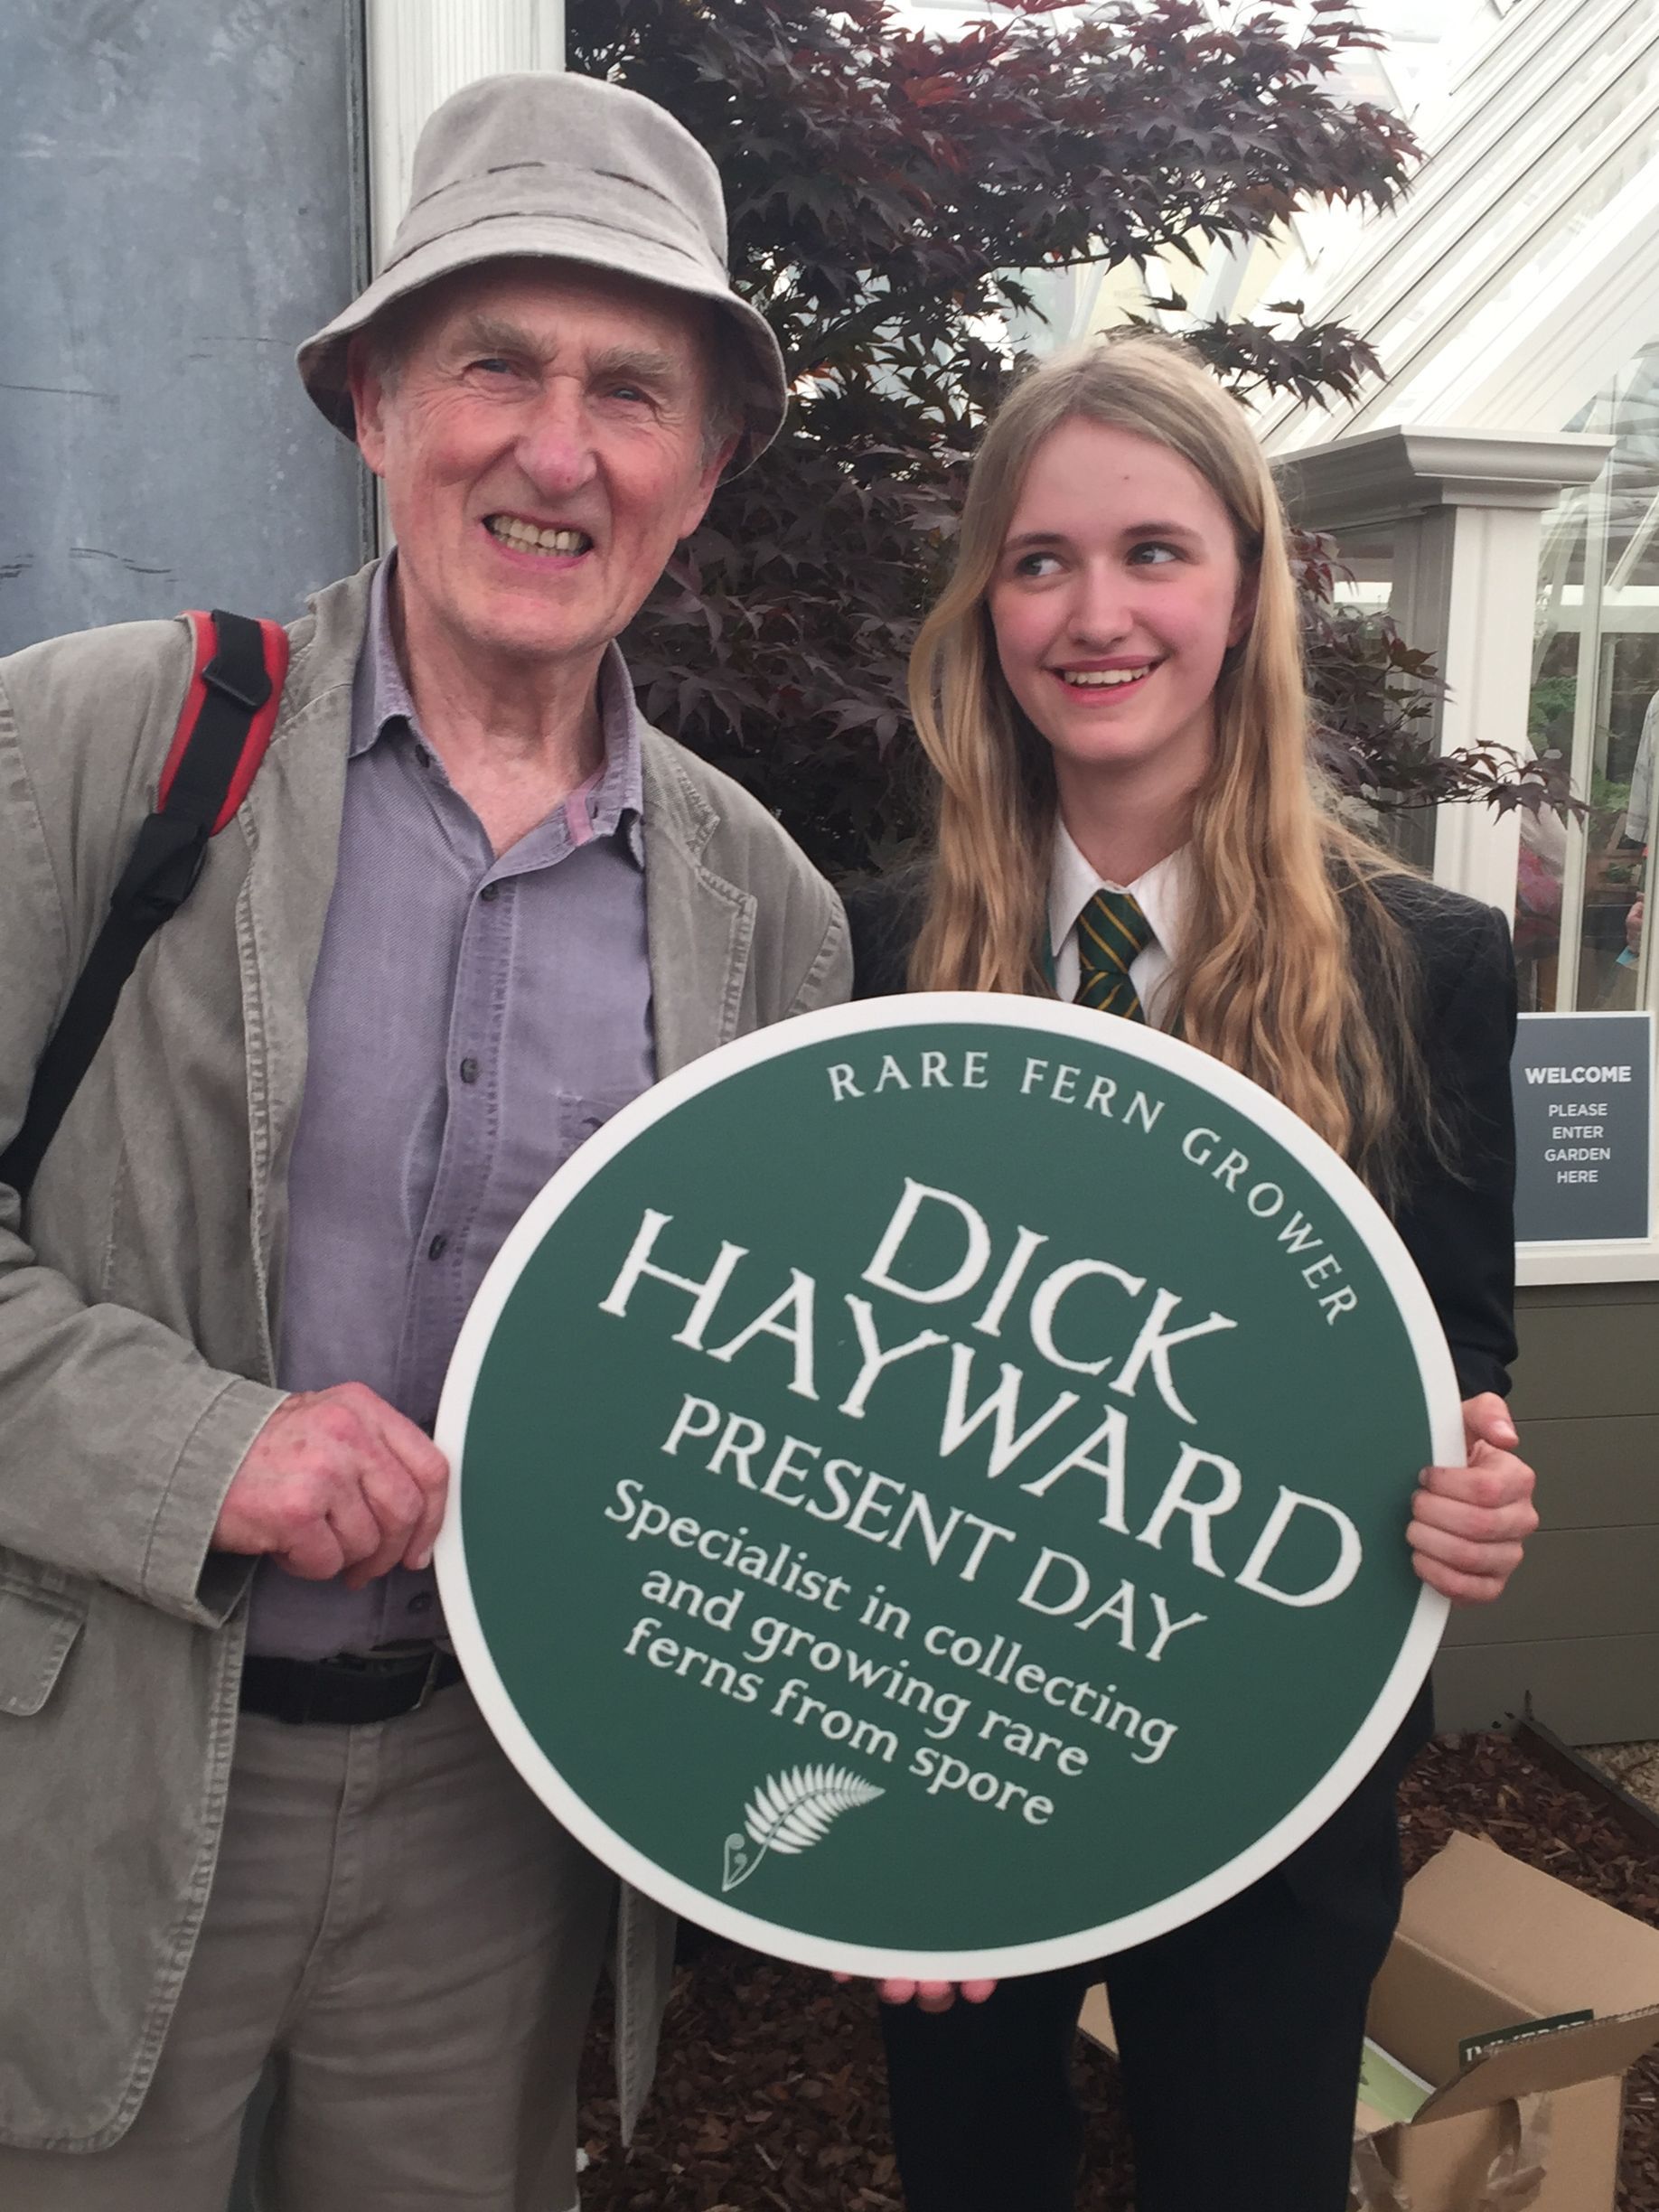 RARE FERN GROWER
DICK
HAYWARD
PRESENT DAY
Specialist in collecting
and growing rare
ferns from spore
WELCOME
PLEASE
ENTER
GARDEN
HERE